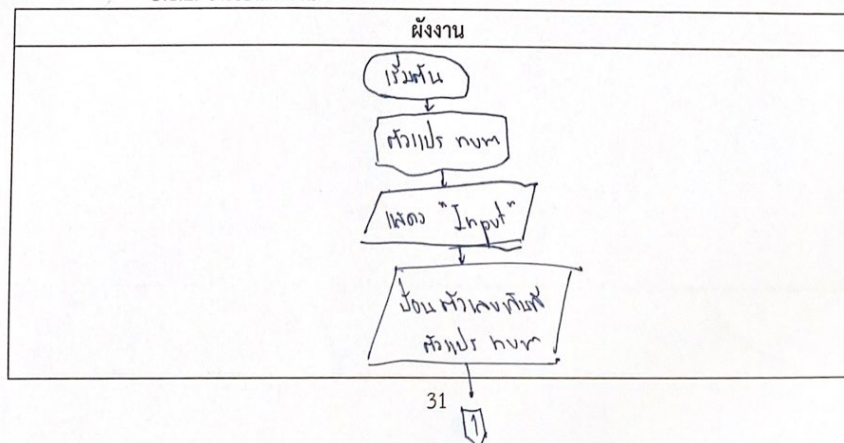 ผังงาน
เริ่มต้น
ตัวแปร num
แสดง "Input"
ป้อนตัวเลขเก็บที่
ตัวแปร num
31
1